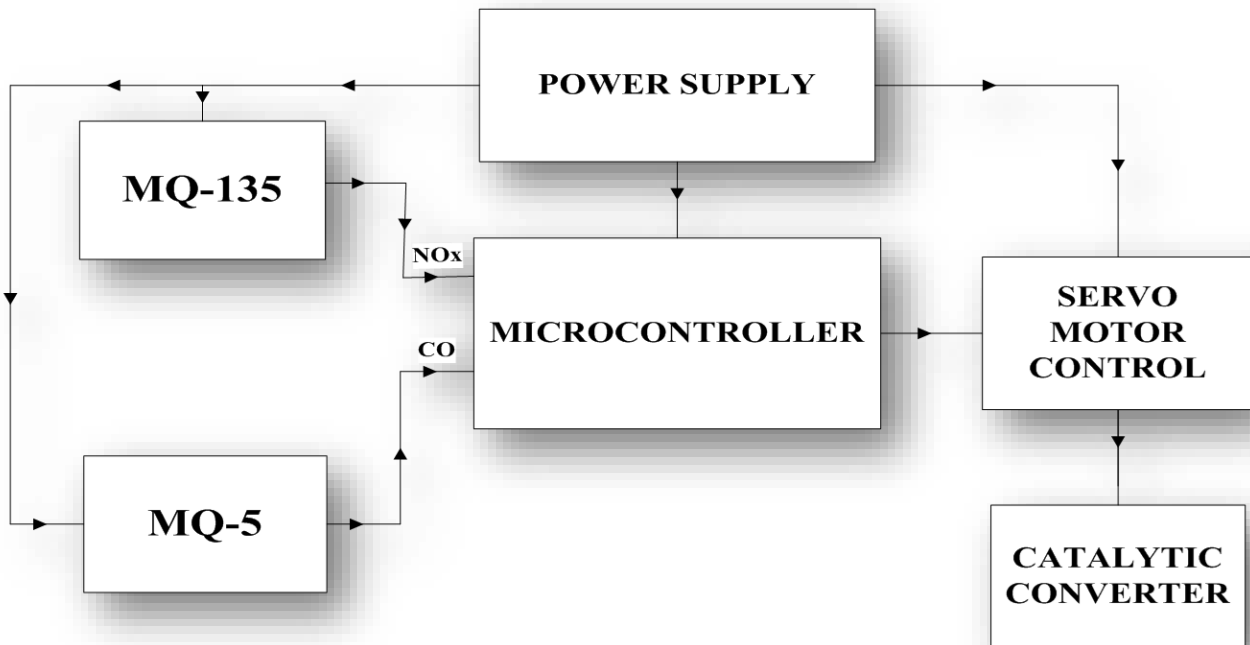 POWER SUPPLY
MQ-135
NOx
MICROCONTROLLER
SERVO
MOTOR
CONTROL
CO
MQ-5
CATALYTIC
CONVERTER